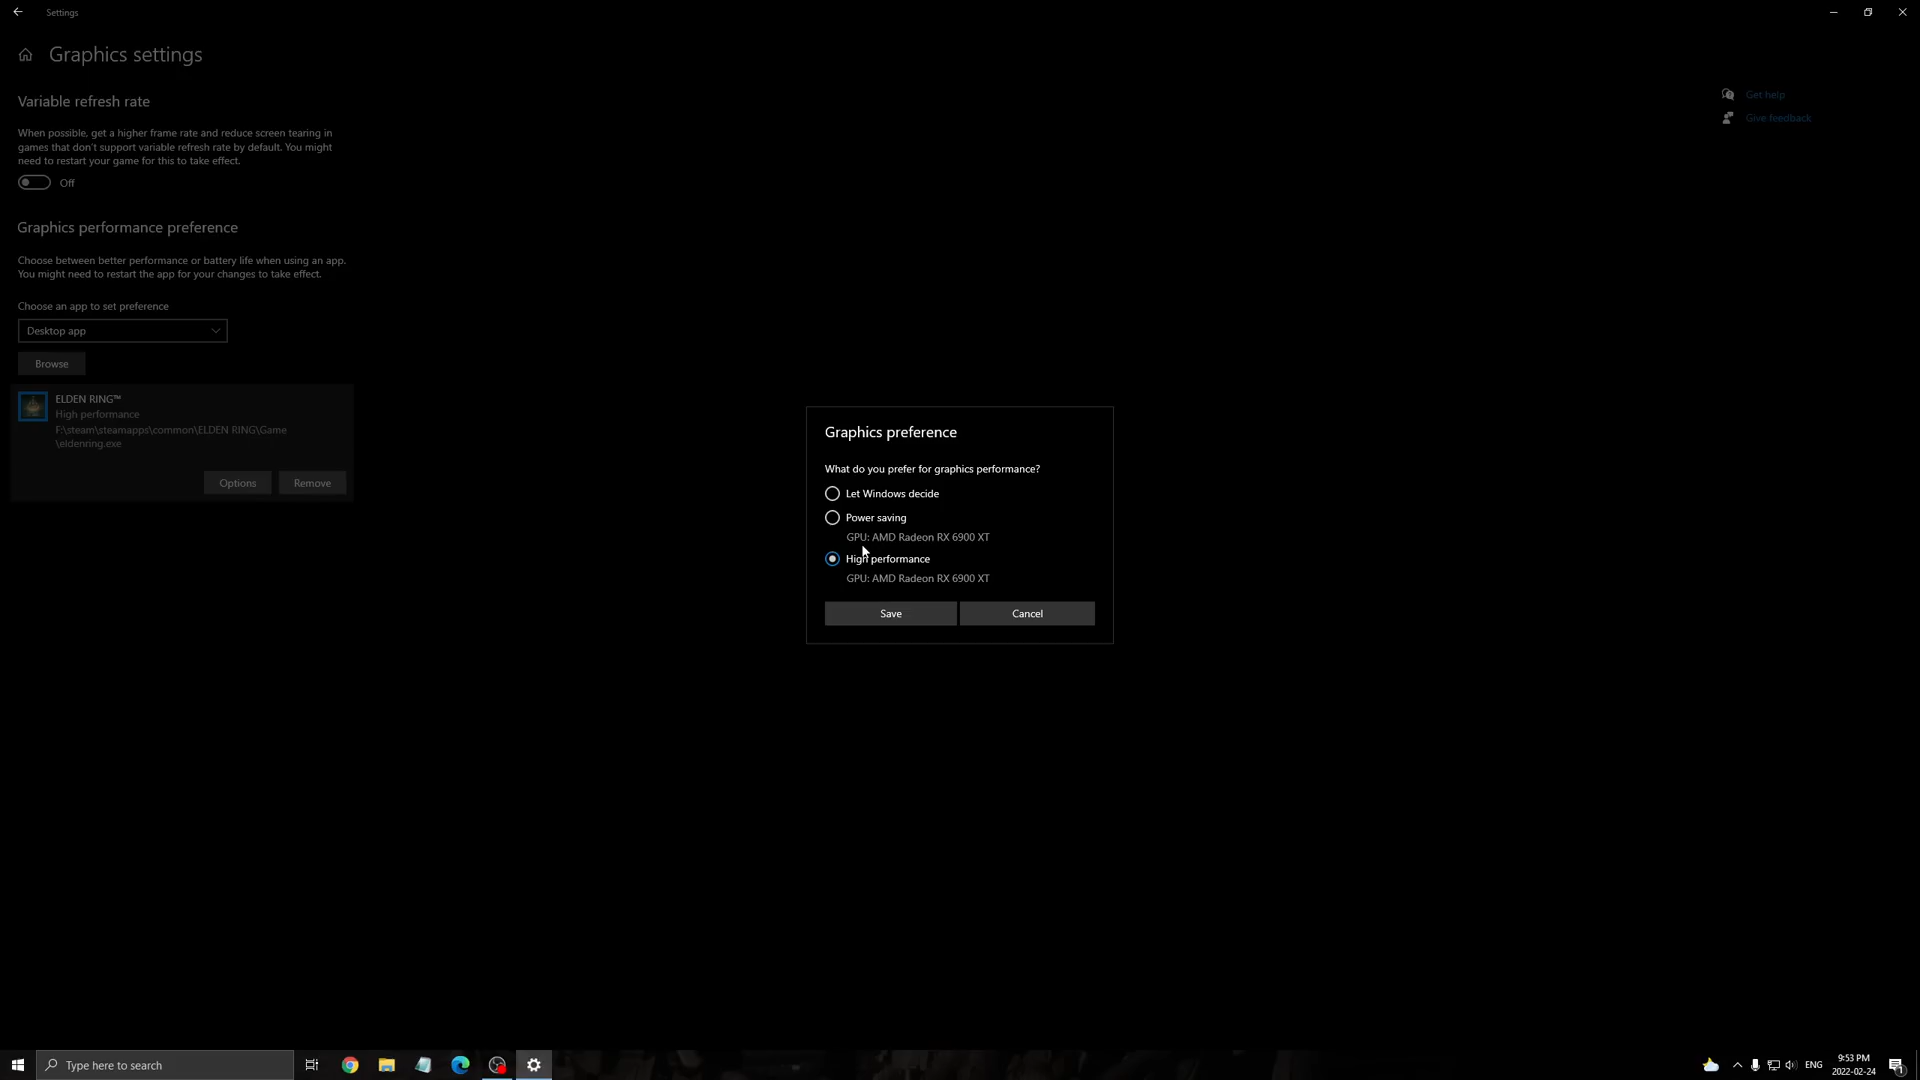 Settings
Graphics settings
Variable refresh rate
When possible, get a higher frame rate and reduce screen tearing in
games that don't support variable refresh rate by default. You might
need to restart your game for this to take effect.
Off
Graphics performance preference
Choose between better performance or battery life when using an app.
You might need to restart the app for your changes to take effect.
Choose an app to set preference
Desktop app
Browse
ELDEN RING™
High performance
F:\steam\steamapps\common\ELDEN RING\Game
\eldenring.exe
Options
Remove
Get help
Give feedback
Graphics preference
What do you prefer for graphics performance?
Let Windows decide
Power saving
GPU: AMD Radeon RX 6900 XT
High performance
GPU: AMD Radeon RX 6900 XT
Save
Cancel
Type here to search
ENG
9:53 PM
2022-02-24
1